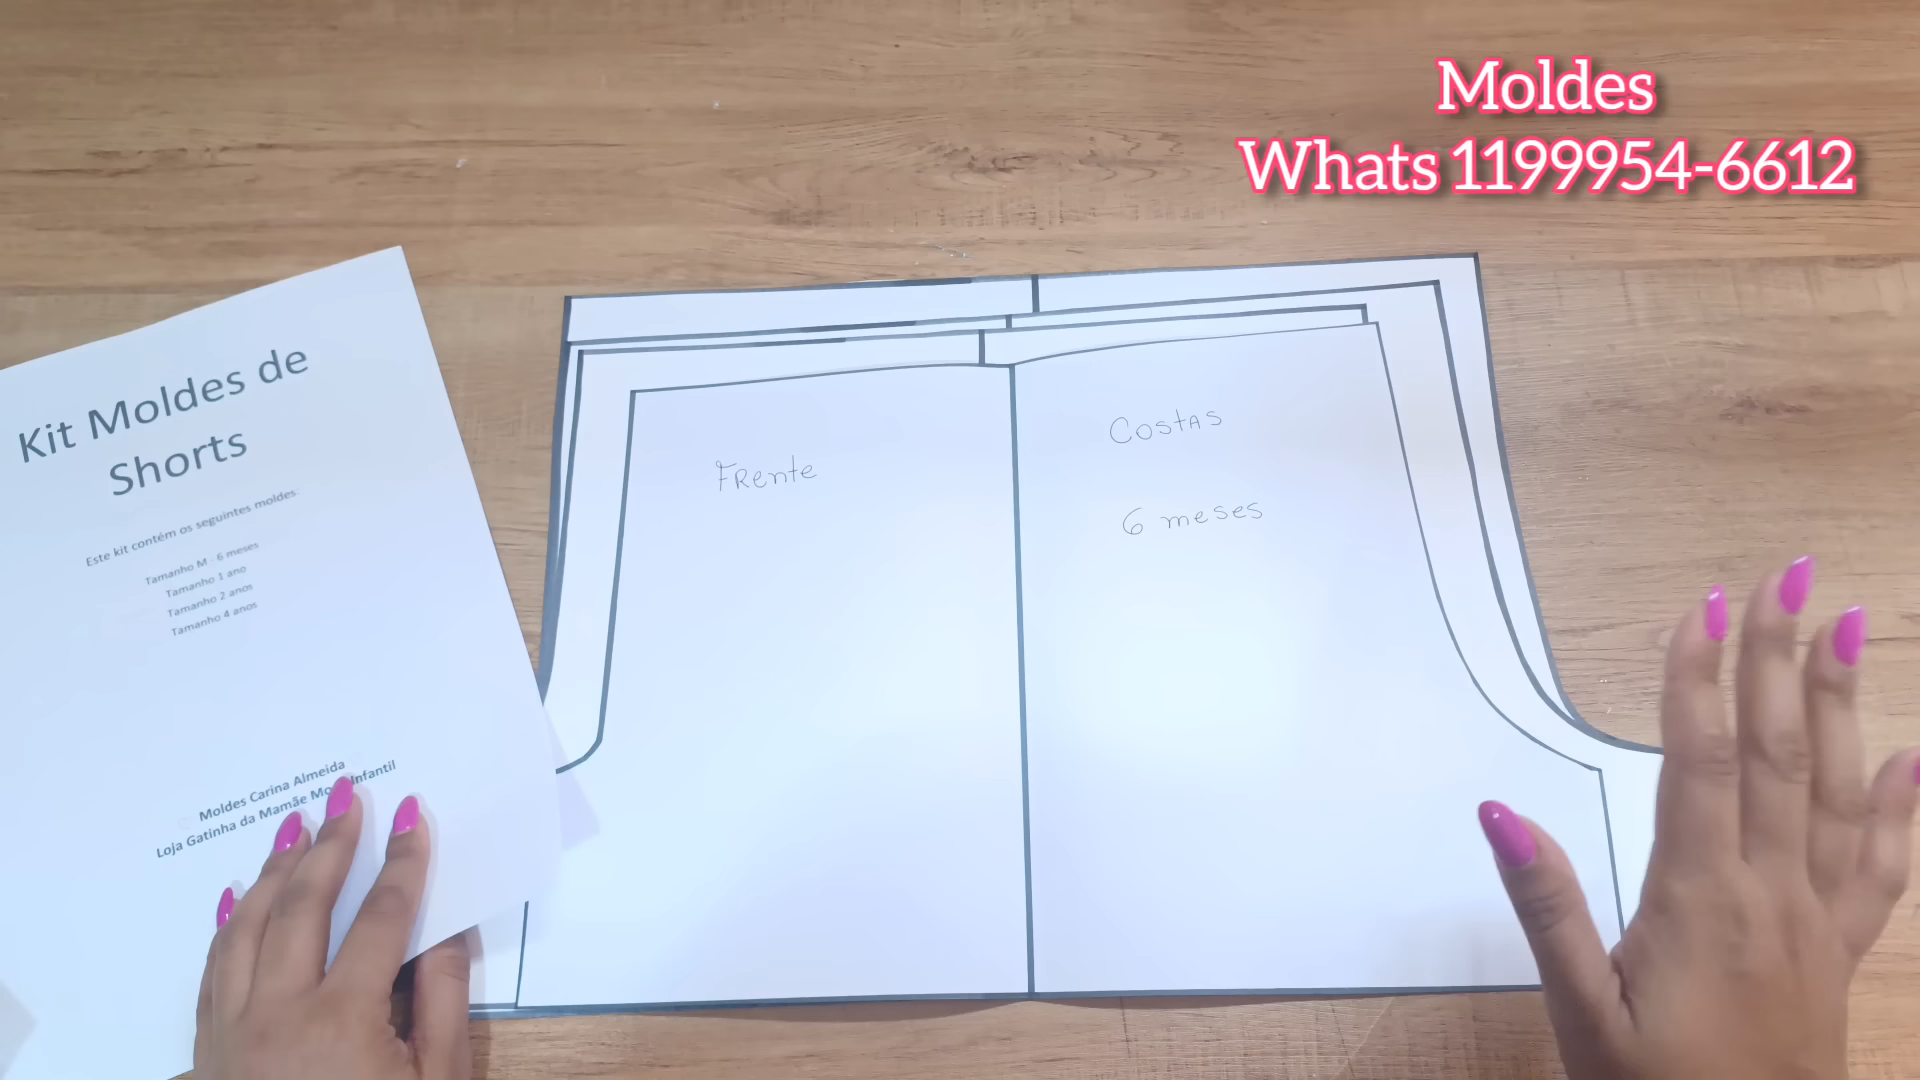 Moldes
Whats 1199954-6612
Kit Moldes de
Shorts
Este kit contém os seguintes moldes:
Tamanho M - 6 meses
Tamanho 1 ano
Tamanho 2 anos
Tamanho 4 anos
Moldes Carina Almeida
Loja Gatinha da Mamãe Infantil
Frente
Costas
6 meses